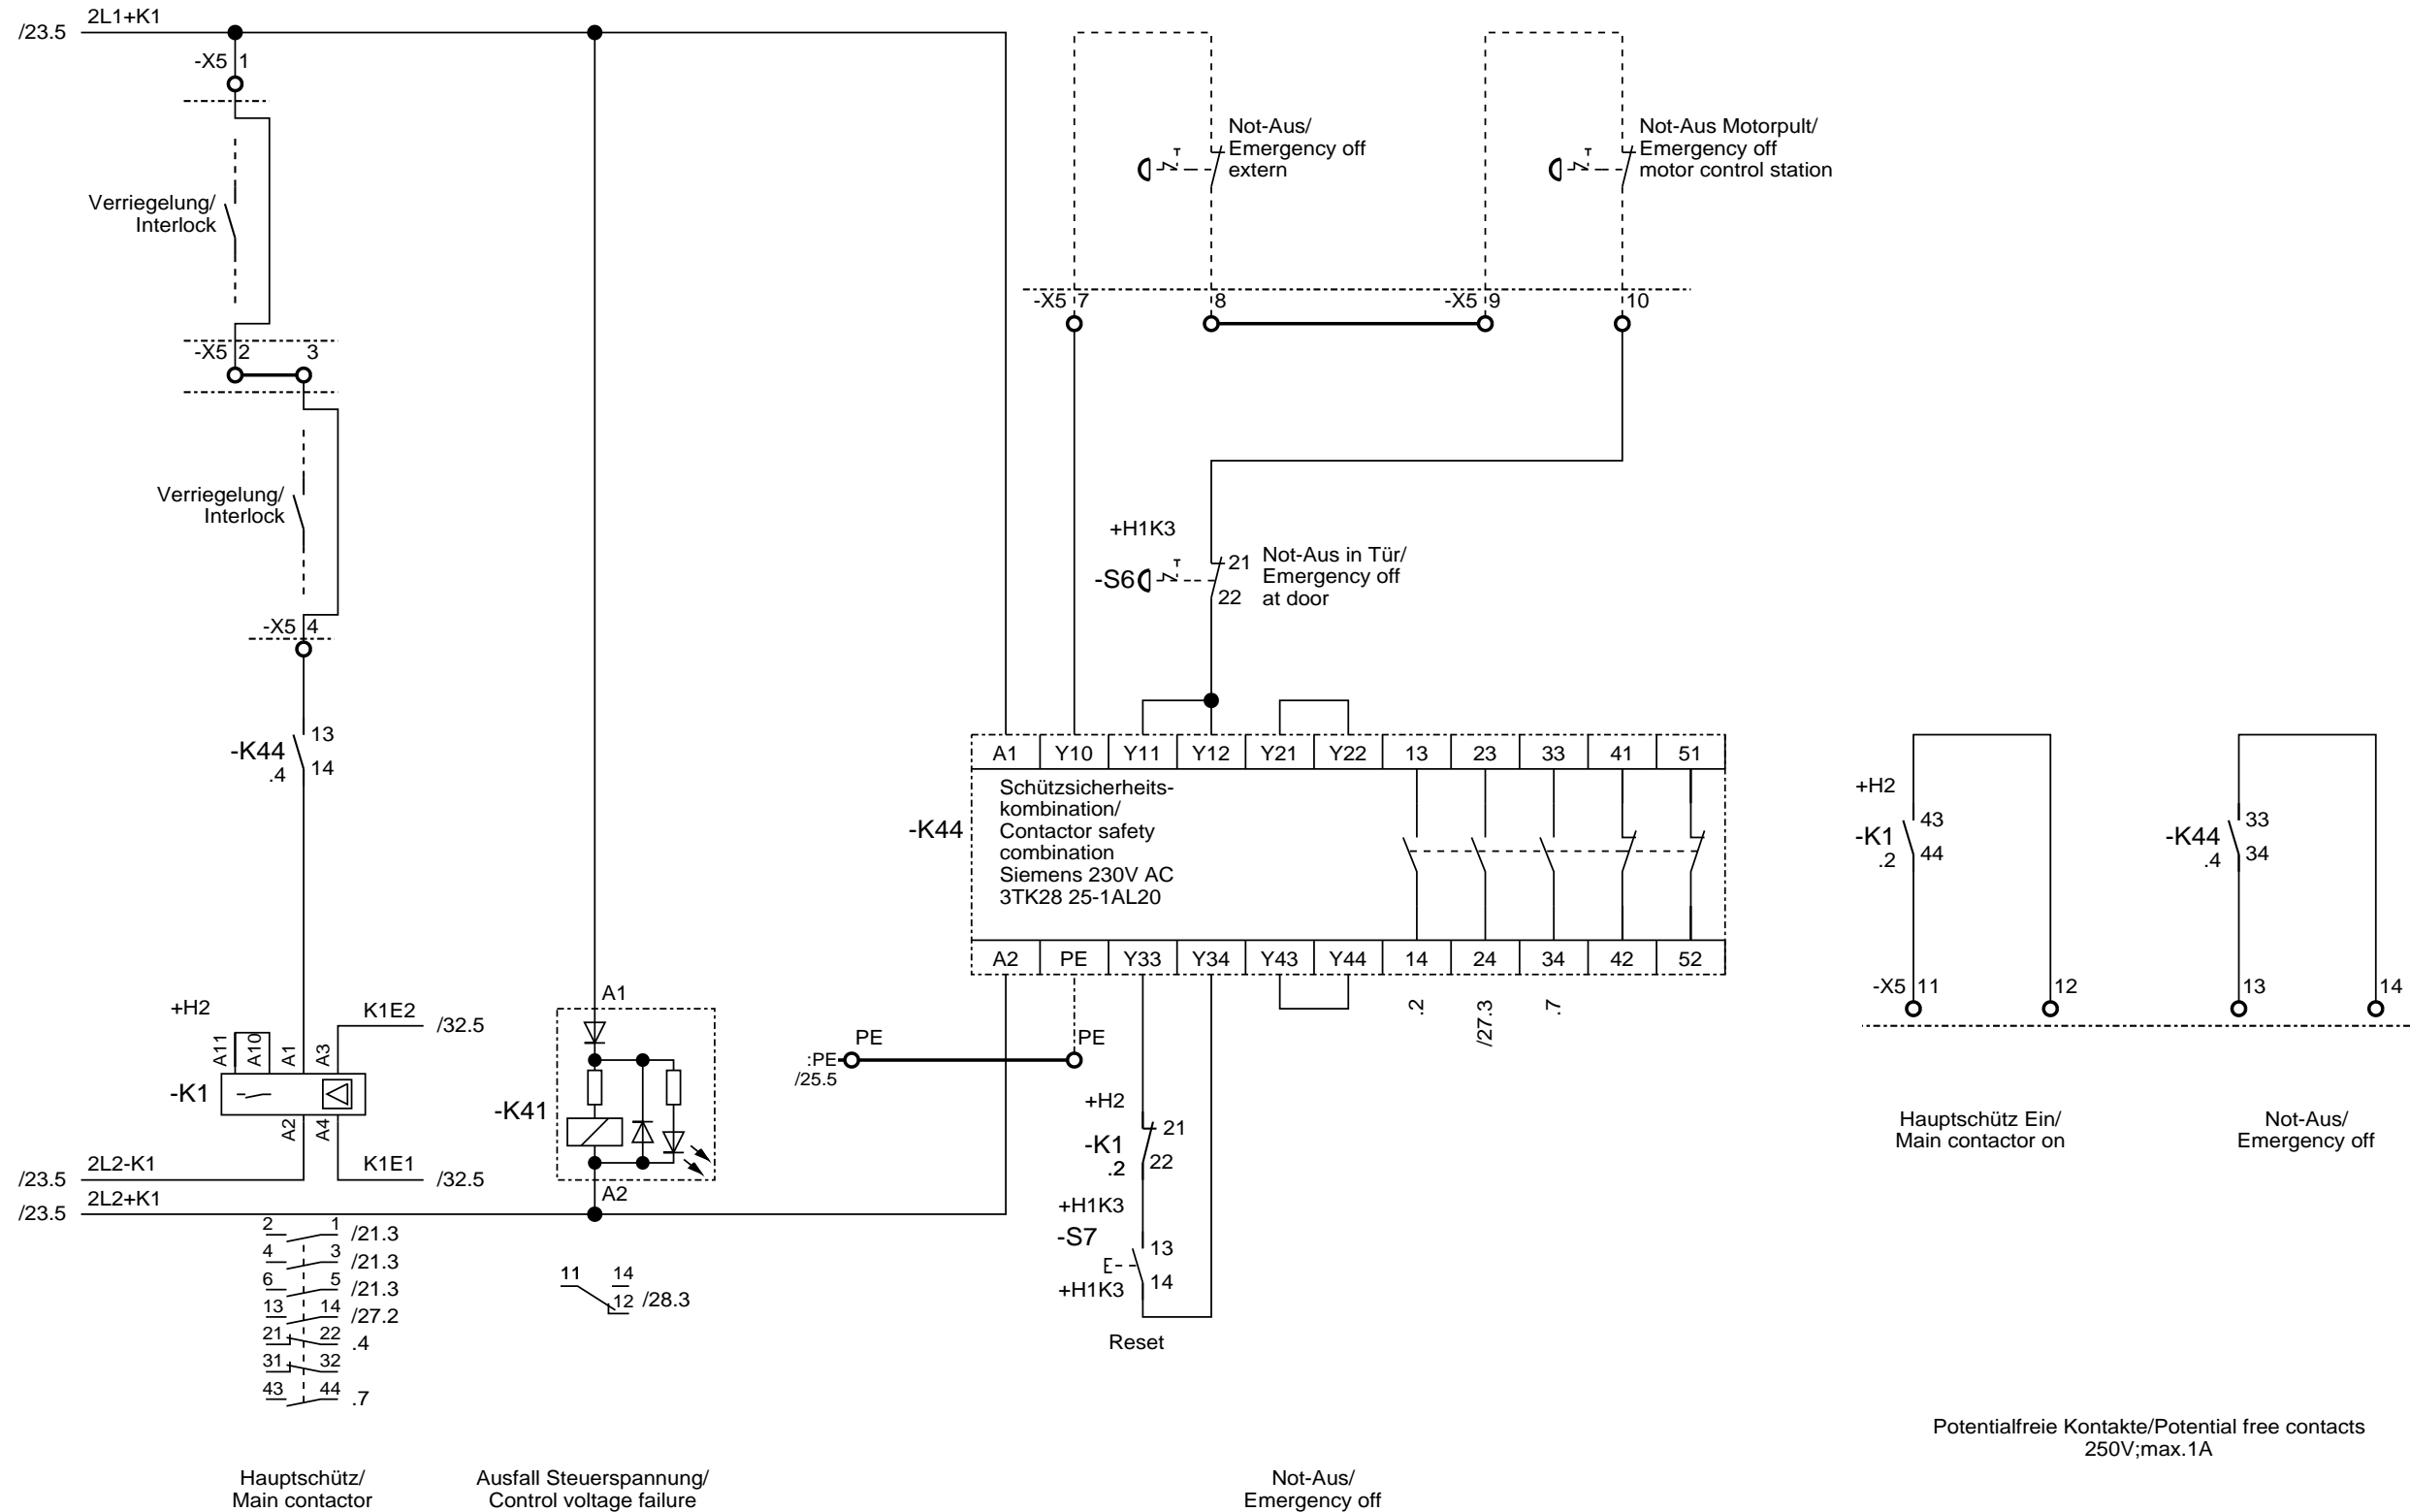 2L1+K1
/23.5
-X5 1
Verriegelung/
Interlock
-X5 2 3
Verriegelung/
Interlock
-X5 4
-K44 13
.4 14
+H2
A11 A10 A1 A3
K1E2 /32.5
-K1
A2 A4
2L2-K1
/23.5
K1E1 /32.5
2L2+K1
/23.5
2 1 /21.3
4 3 /21.3
6 5 /21.3
13 14 /27.2
21 22 .4
31 32
43 44 .7
Hauptschütz/
Main contactor
A1
-K41
A2
11 14
12 /28.3
Ausfall Steuerspannung/
Control voltage failure
Not-Aus/
Emergency off
extern
Not-Aus Motorpult/
Emergency off
motor control station
-X5 7 8 -X5 9 10
+H1K3
-S6 21
22
Not-Aus in Tür/
Emergency off
at door
A1 Y10 Y11 Y12 Y21 Y22 13 23 33 41 51
-K44
Schützsicherheits-
kombination/
Contactor safety
combination
Siemens 230V AC
3TK28 25-1AL20
A2 PE Y33 Y34 Y43 Y44 14 24 34 42 52
.2 /27.3 .7
PE PE
:PE
/25.5
+H2
-K1 21
.2 22
+H1K3
-S7 13
+H1K3 14
Reset
Not-Aus/
Emergency off
+H2
-K1 43
.2 44
-X5 11 12
Hauptschütz Ein/
Main contactor on
-K44 33
.4 34
13 14
Not-Aus/
Emergency off
Potentialfreie Kontakte/Potential free contacts
250V;max.1A